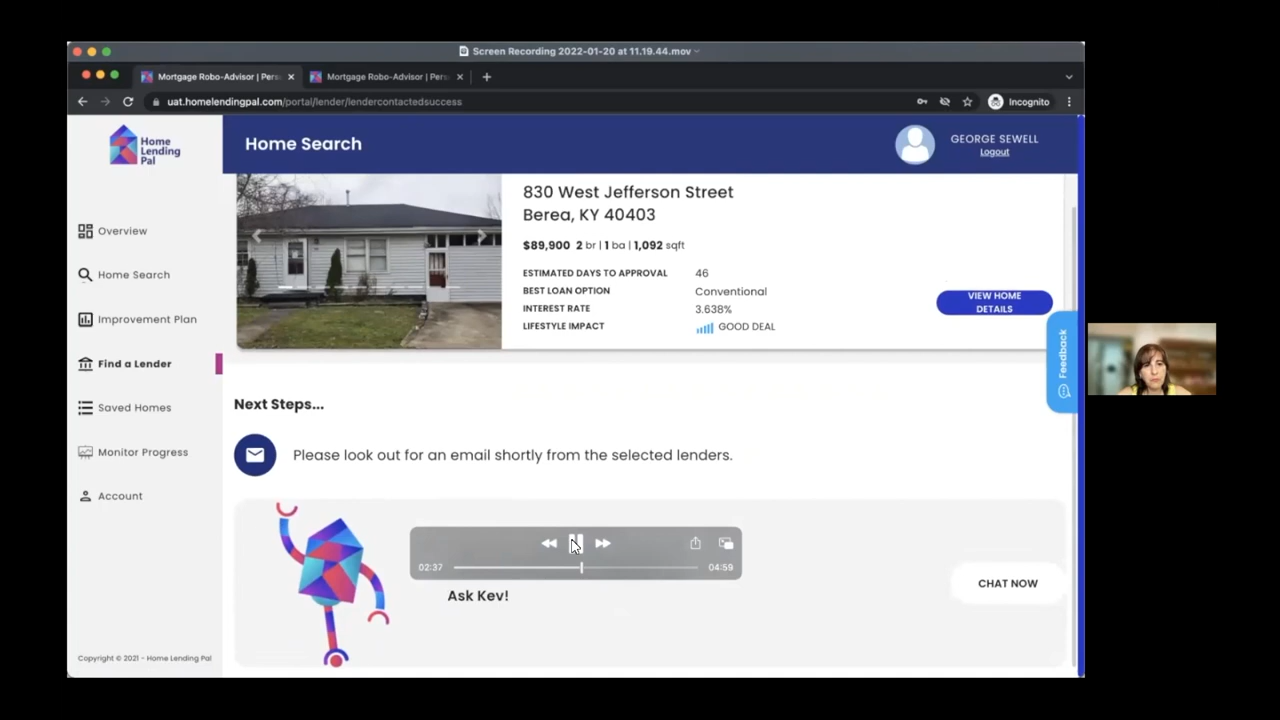 Screen Recording 2022-01-20 at 11.19.44.mov
Mortgage Robo-Advisor | Pers
Mortgage Robo-Advisor | Pers
uat.homelendingpal.com/portal/lender/lendercontactedsuccess
Incognito
Home
Lending
Pal
Home Search
GEORGE SEWELL
Logout
Overview
Home Search
Improvement Plan
Find a Lender
Saved Homes
Monitor Progress
Account
Copyright © 2021 - Home Lending Pal
830 West Jefferson Street
Berea, KY 40403
$89,900 2 br | 1 ba | 1,092 sqft
ESTIMATED DAYS TO APPROVAL 46
BEST LOAN OPTION Conventional
INTEREST RATE 3.638%
LIFESTYLE IMPACT GOOD DEAL
VIEW HOME
DETAILS
Feedback
Next Steps...
Please look out for an email shortly from the selected lenders.
02:37 04:59
Ask Kev!
CHAT NOW